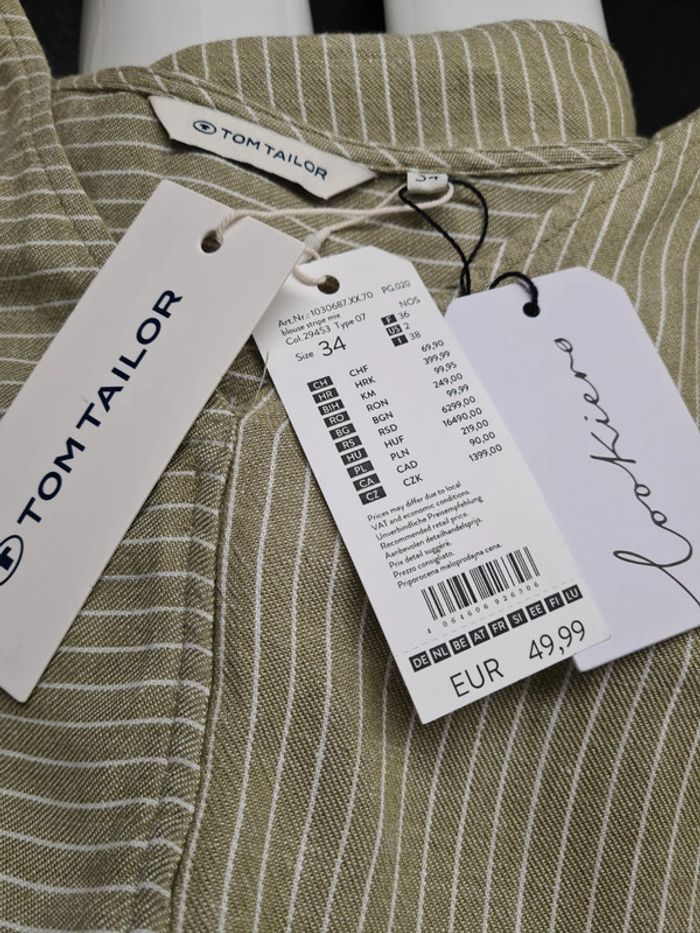 TOM TAILOR
34
TOM TAILOR
Art.Nr.: 1030687.XX.70 PG.020
blouse stripe mix
Col.29453 Type 07 NOS
Size 34
F 36
US 2
I 38
CH CHF 69,90
HR HRK 399,99
BIH KM 99,95
RO RON 249,00
BG BGN 99,99
RS RSD 6299,00
HU HUF 16490,00
PL PLN 219,00
CA CAD 90,00
CZ CZK 1399,00
Prices may differ due to local
VAT and economic conditions.
Unverbindliche Preisempfehlung
Recommended retail price.
Aanbevolen detailhandelsprijs.
Prix detail suggéré.
Prezzo consigliato.
Priporocena maloprodajna cena.
4 064606 926306
DE NL BE AT FR SI EE FI LU
EUR 49,99
lookiero